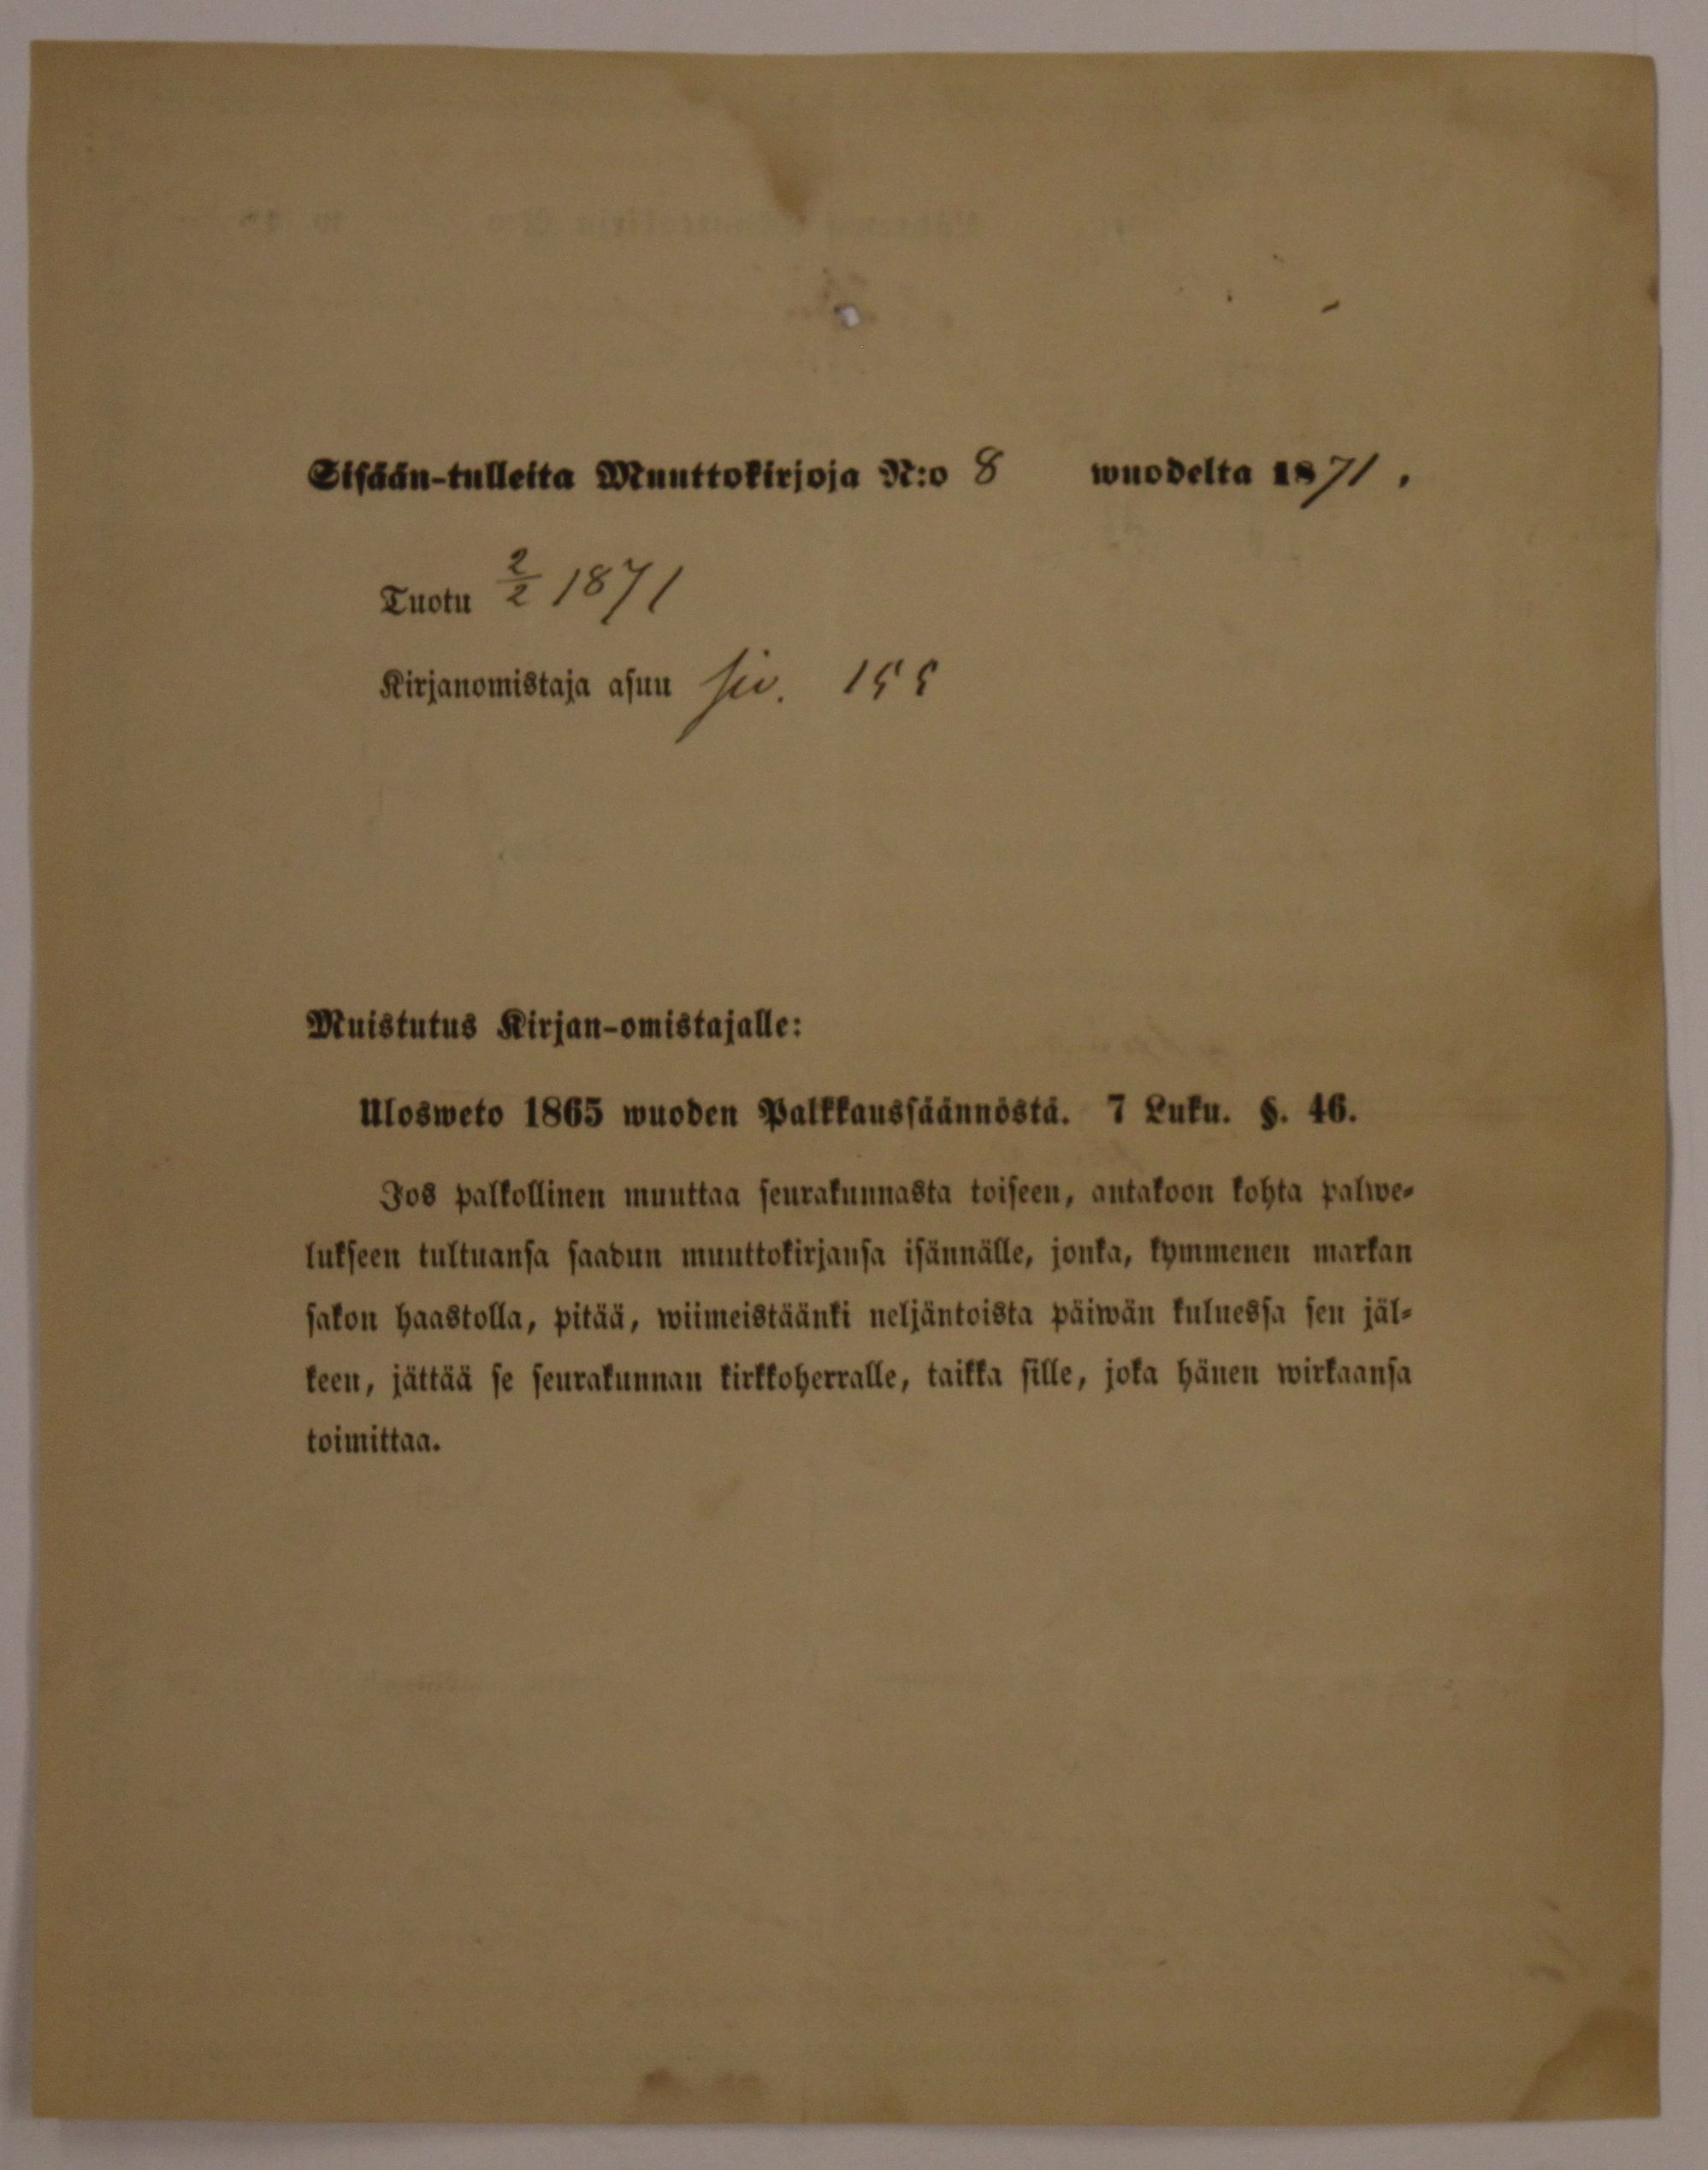 Sisään-tulleita Muuttokirjoja N:o 8 wuodelta 1871.
Tuotu 2/2 1871
Kirjanomistaja asuu siv. 155
Muistutus Kirjan-omistajalle:
Ulosweto 1865 wuoden Palkkaussäännöstä. 7 Luku. §. 46.
Jos palkollinen muuttaa seurakunnasta toiseen, antakoon kohta palwe-
lukseen tultuansa saadun muuttokirjansa isännälle, jonka, kymmenen markan
sakon haastolla, pitää, wiimeistäänki neljäntoista päiwän kuluessa sen jäl-
keen, jättää se seurakunnan kirkkoherralle, taikka sille, joka hänen wirkaansa
toimittaa.